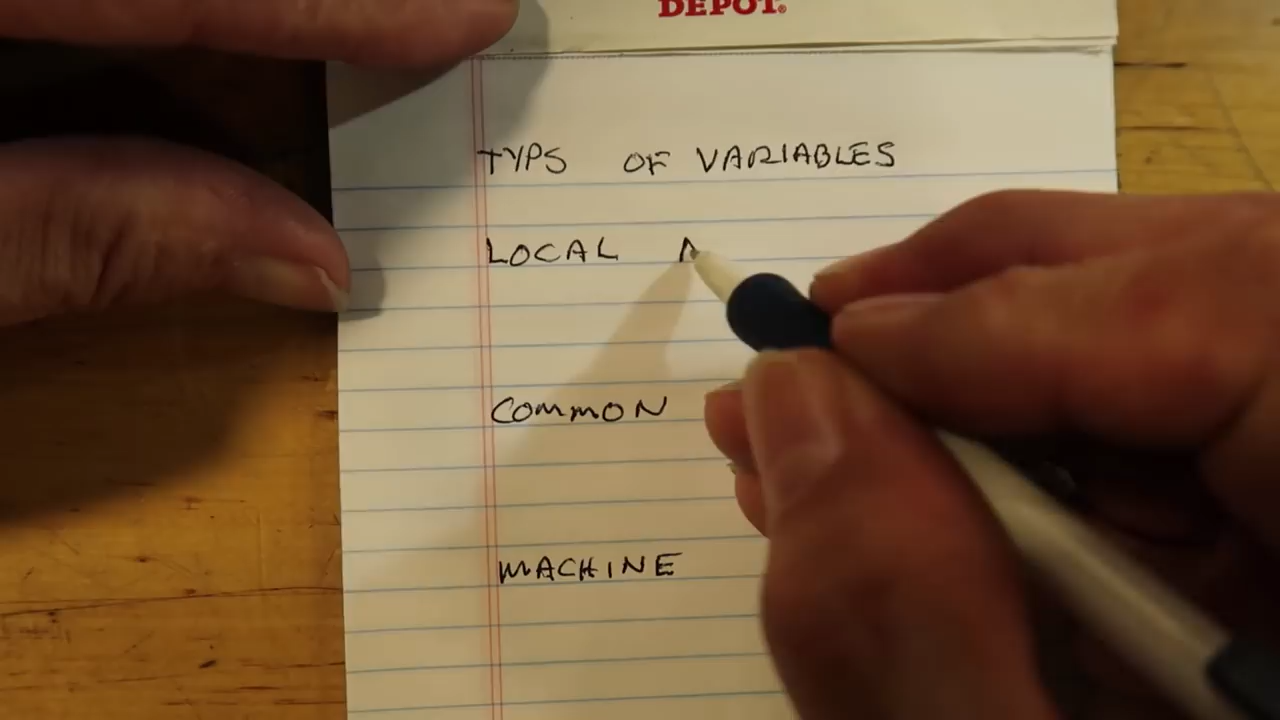 DEPOT.
TYPS OF VARIABLES
LOCAL
COMMON
MACHINE